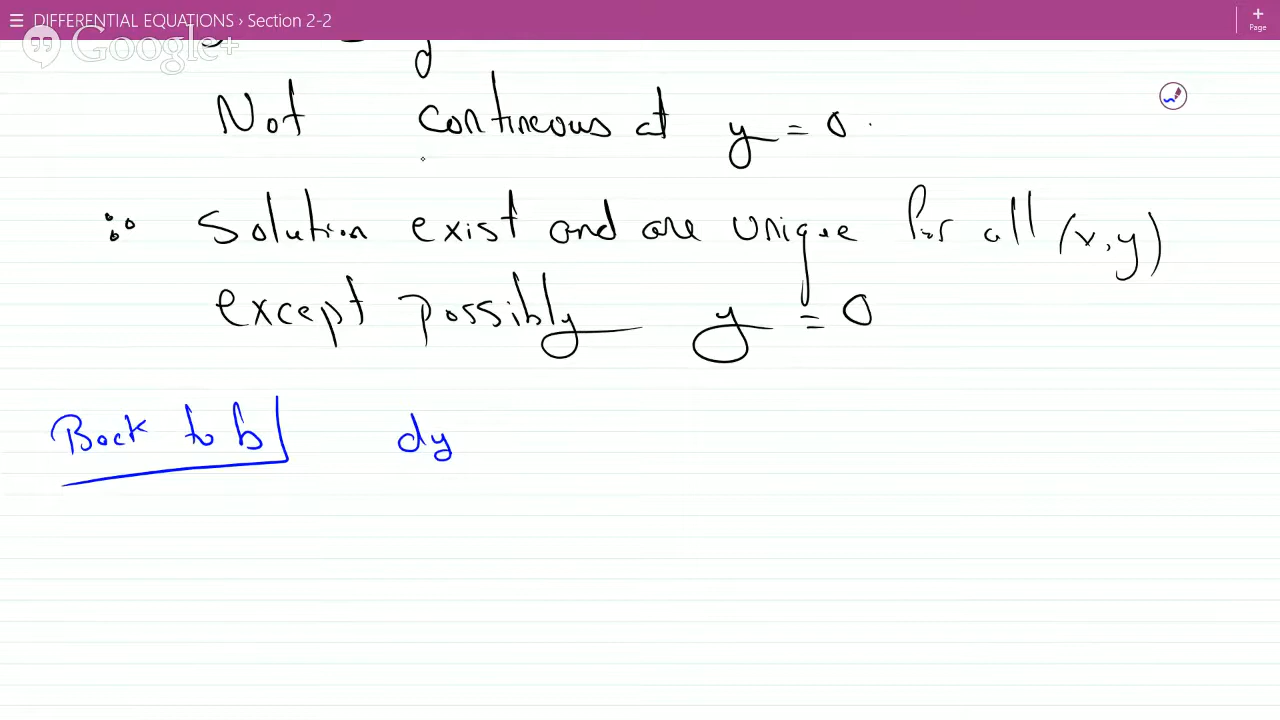 DIFFERENTIAL EQUATIONS › Section 2-2
Page
Google+
Not contineous at y = 0.
∴ Solution exist and are unique for all (x,y)
except possibly y = 0
Back to b
dy